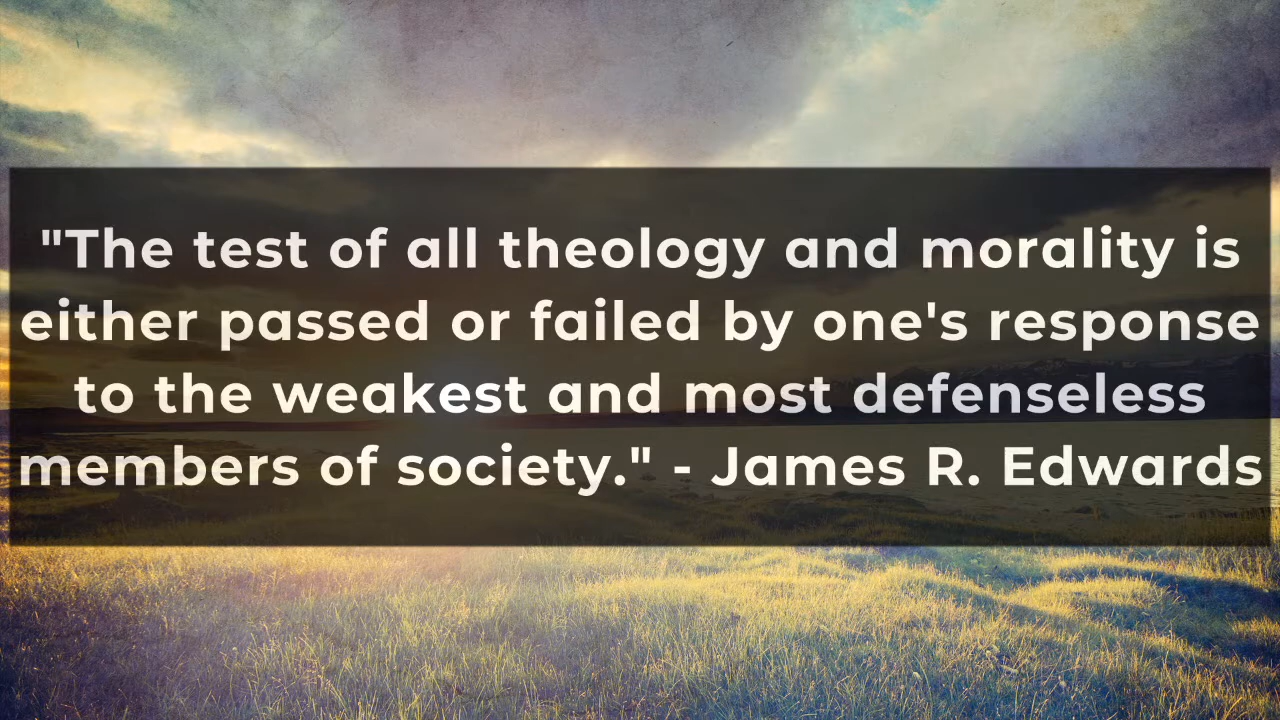 "The test of all theology and morality is
either passed or failed by one's response
to the weakest and most defenseless
members of society." - James R. Edwards